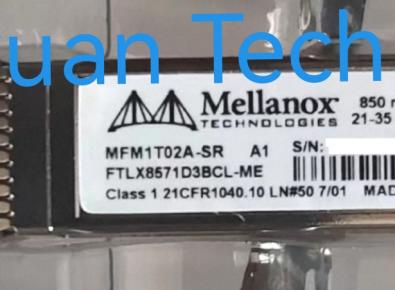 uan Tech
Mellanox
TECHNOLOGIES
850
21-35
MFM1T02A-SR A1 S/N:
FTLX8571D3BCL-ME
Class 1 21CFR1040.10 LN#50 7/01 MAD